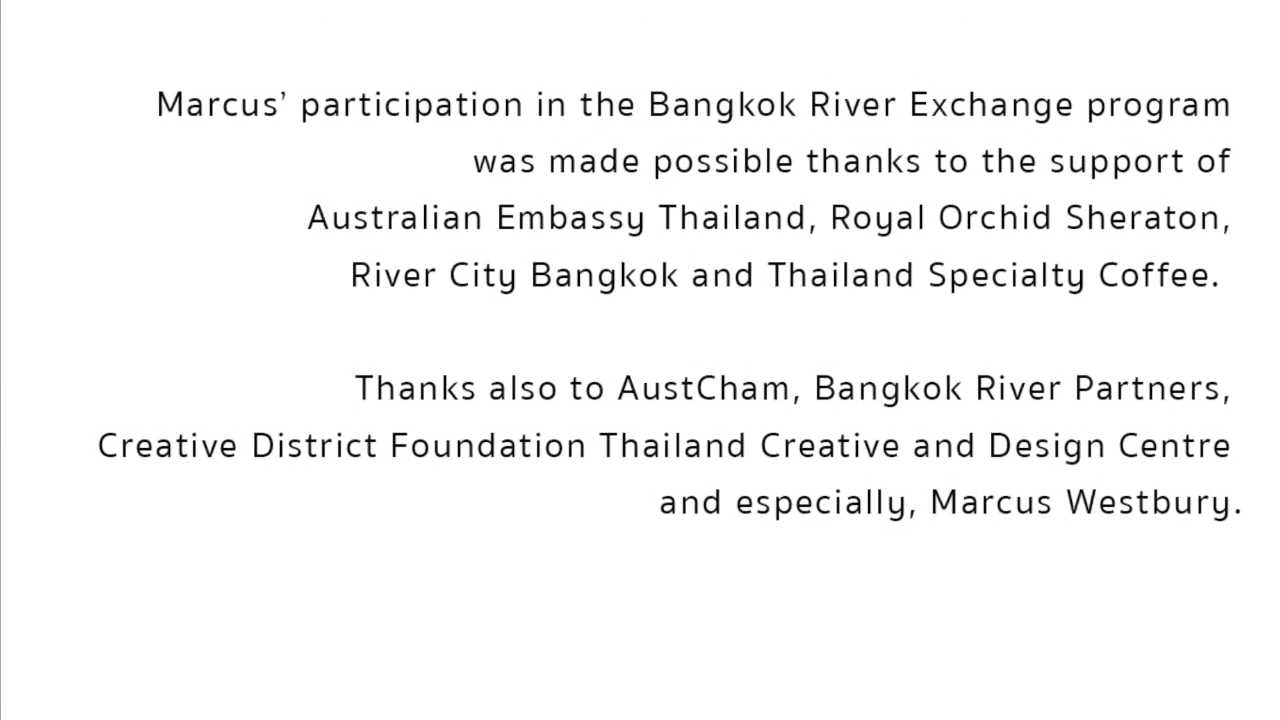 Marcus’ participation in the Bangkok River Exchange program
was made possible thanks to the support of
Australian Embassy Thailand, Royal Orchid Sheraton,
River City Bangkok and Thailand Specialty Coffee.
Thanks also to AustCham, Bangkok River Partners,
Creative District Foundation Thailand Creative and Design Centre
and especially, Marcus Westbury.